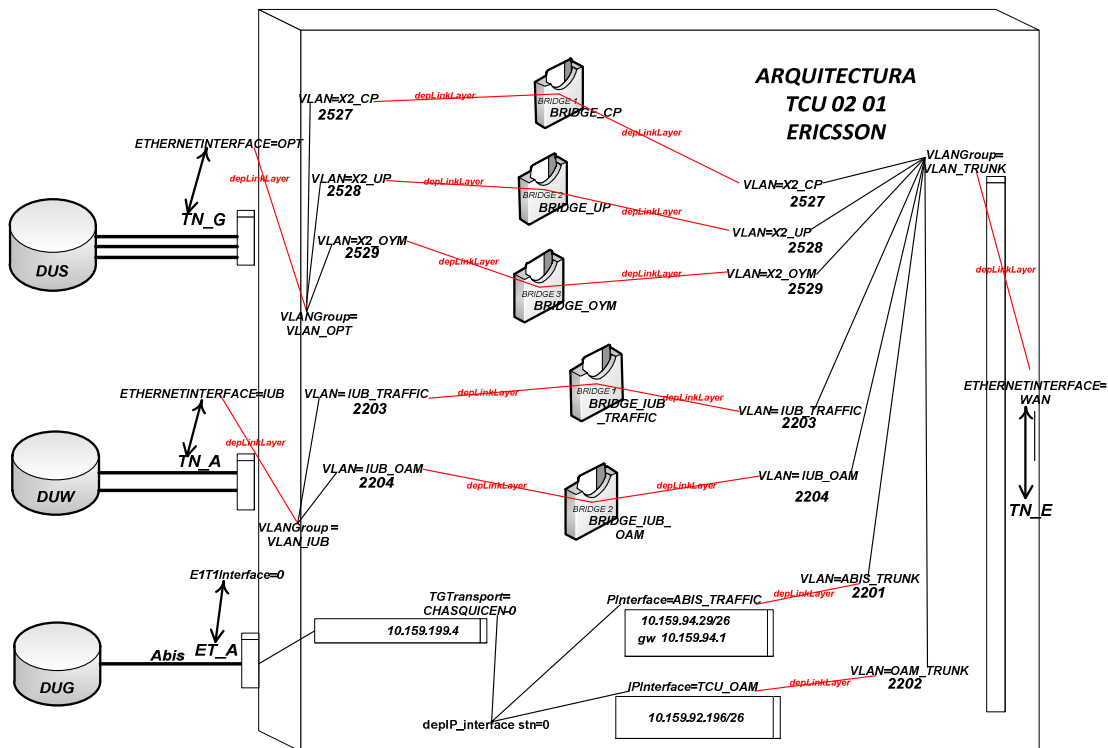 ARQUITECTURA
TCU 02 01
ERICSSON
VLAN=X2_CP
2527
depLinkLayer
BRIDGE 1
BRIDGE_CP
depLinkLayer
VLAN=X2_CP
2527
VLANGroup=
VLAN_TRUNK
ETHERNETINTERFACE=OPT
depLinkLayer
TN_G
DUS
VLAN=X2_UP
2528
depLinkLayer
BRIDGE 2
BRIDGE_UP
depLinkLayer
VLAN=X2_UP
2528
VLAN=X2_OYM
2529
depLinkLayer
BRIDGE 3
BRIDGE_OYM
depLinkLayer
VLAN=X2_OYM
2529
depLinkLayer
VLANGroup=
VLAN_OPT
ETHERNETINTERFACE=IUB
depLinkLayer
TN_A
DUW
VLAN= IUB_TRAFFIC
2203
depLinkLayer
BRIDGE 1
BRIDGE_IUB
_TRAFFIC
depLinkLayer
VLAN= IUB_TRAFFIC
2203
ETHERNETINTERFACE=
WAN
TN_E
VLAN= IUB_OAM
2204
depLinkLayer
BRIDGE 2
BRIDGE_IUB_
OAM
depLinkLayer
VLAN= IUB_OAM
2204
VLANGroup =
VLAN_IUB
E1T1Interface=0
ET_A
Abis
DUG
TGTransport=
CHASQUICEN-0
10.159.199.4
PInterface=ABIS_TRAFFIC
10.159.94.29/26
gw 10.159.94.1
depLinkLayer
VLAN=ABIS_TRUNK
2201
IPInterface=TCU_OAM
10.159.92.196/26
depLinkLayer
VLAN=OAM_TRUNK
2202
depIP_interface stn=0